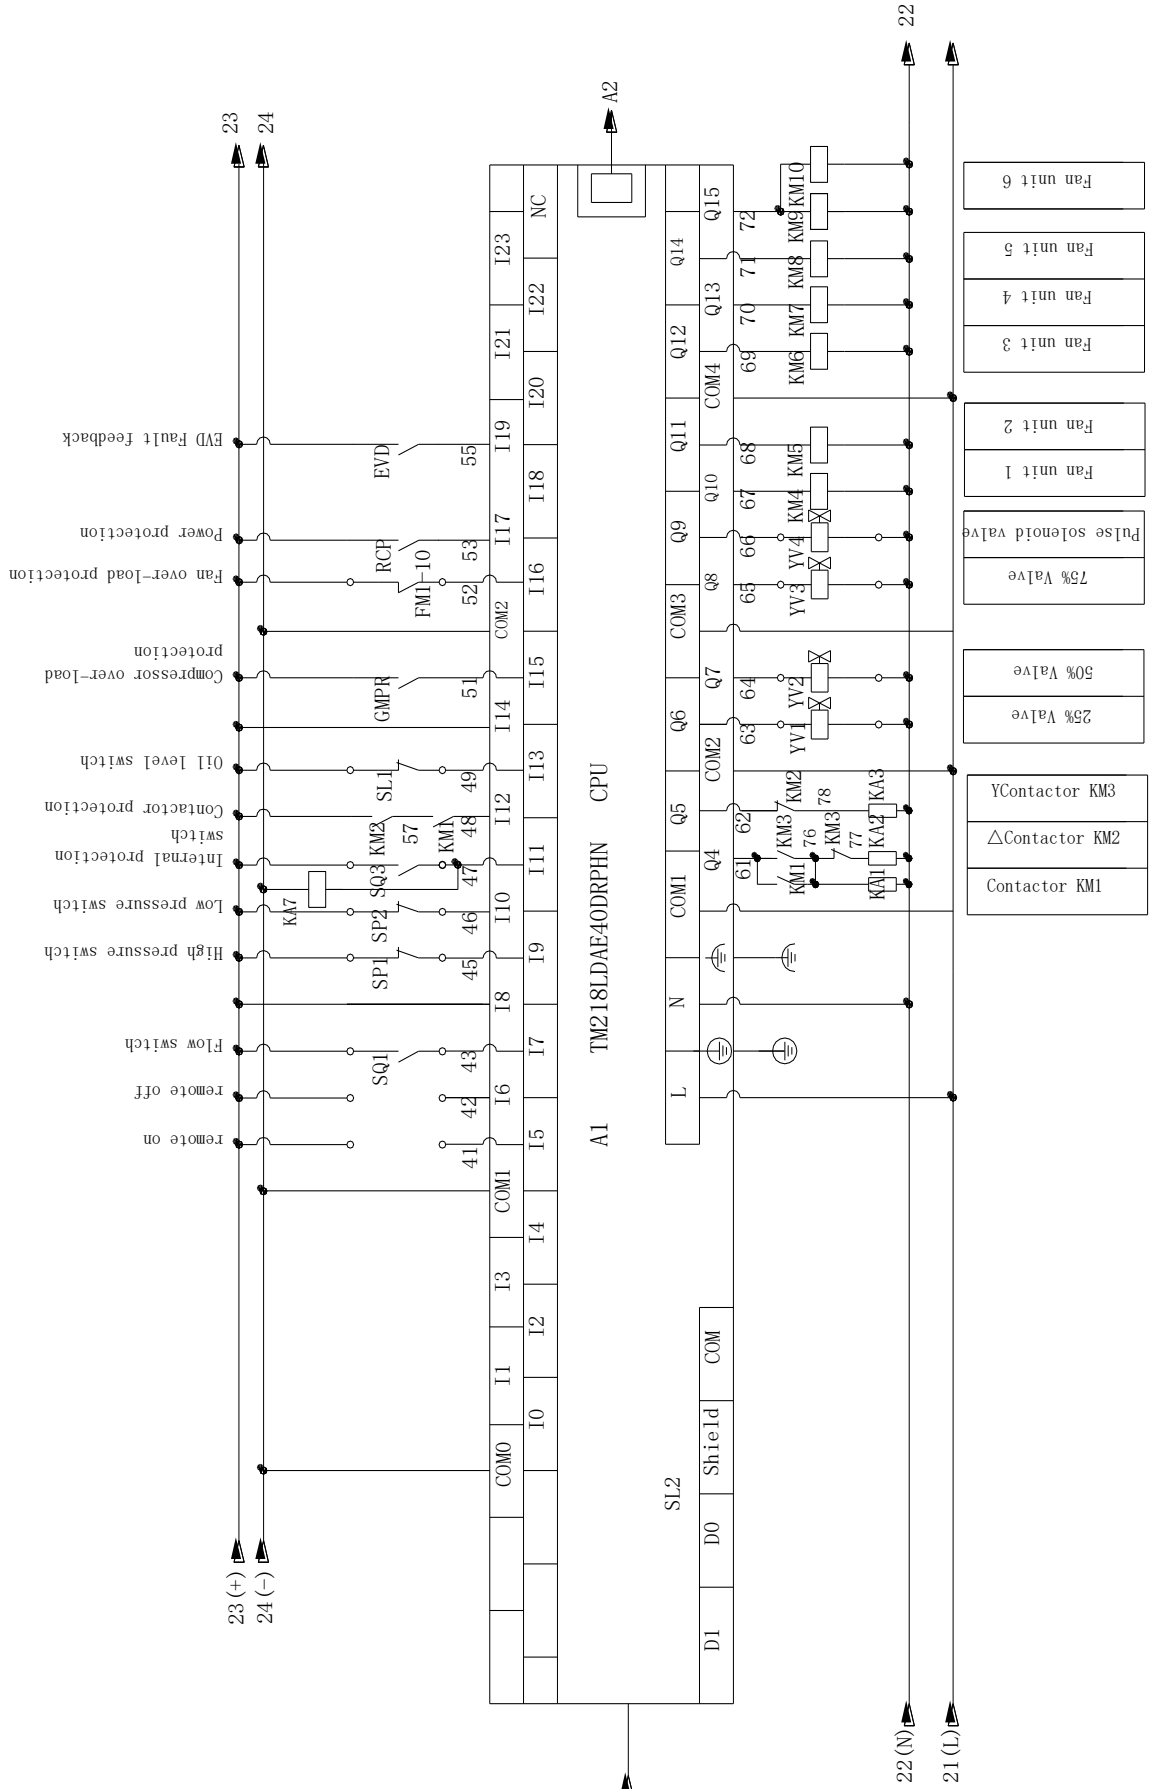 22
23
24
A2
NC
I23
I22
I21
I20
I19
I18
I17
I16
COM2
I15
I14
I13
I12
I11
I10
I9
I8
I7
I6
I5
COM1
I4
I3
I2
I1
I0
COM0
Q15
Q14
Q13
Q12
COM4
Q11
Q10
Q9
Q8
COM3
Q7
Q6
COM2
Q5
Q4
COM1
N
L
COM
Shield
D0
D1
SL2
A1 TM218LDAE40DRPHN CPU
EVD Fault feedback
EVD
55
Power protection
RCP
53
Fan over-load protection
FM1-10
52
Compressor over-load
protection
GMPR
51
Oil level switch
SL1
49
Contactor protection
KM2
57
KM1
48
Internal protection
switch
SQ3
47
KA7
Low pressure switch
SP2
46
High pressure switch
SP1
45
Flow switch
SQ1
43
remote off
42
remote on
41
72
KM10
KM9
71
KM8
70
KM7
69
KM6
68
KM5
67
KM4
66
YV4
65
YV3
64
YV2
63
YV1
62
KM2
78
KA3
61
KM3
76
KM3
77
KA2
KM1
KA1
Fan unit 6
Fan unit 5
Fan unit 4
Fan unit 3
Fan unit 2
Fan unit 1
Pulse solenoid valve
75% Valve
50% Valve
25% Valve
YContactor KM3
△Contactor KM2
Contactor KM1
23(+)
24(-)
22(N)
21(L)